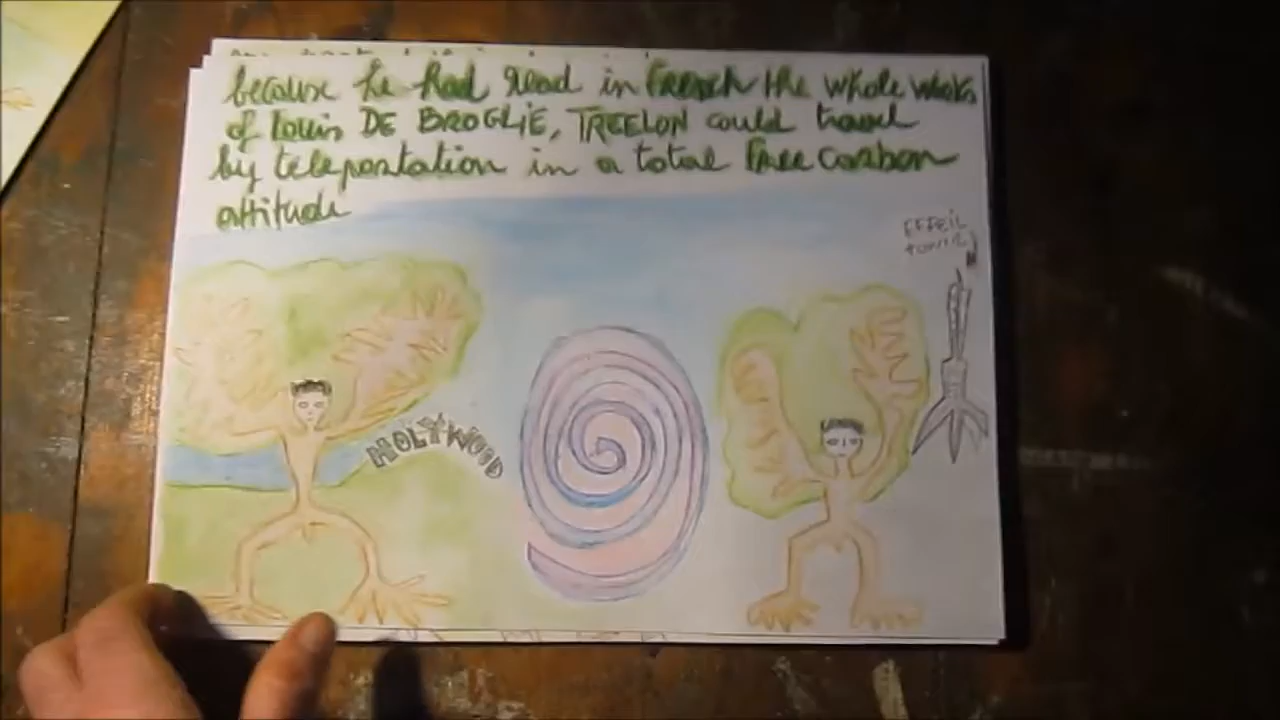 because he had read in French the whole works
of Louis DE BROGLIE, TREELON could travel
by teleportation in a total free carbon
attitude
EFFEIL
TOWER
HOLYWOOD